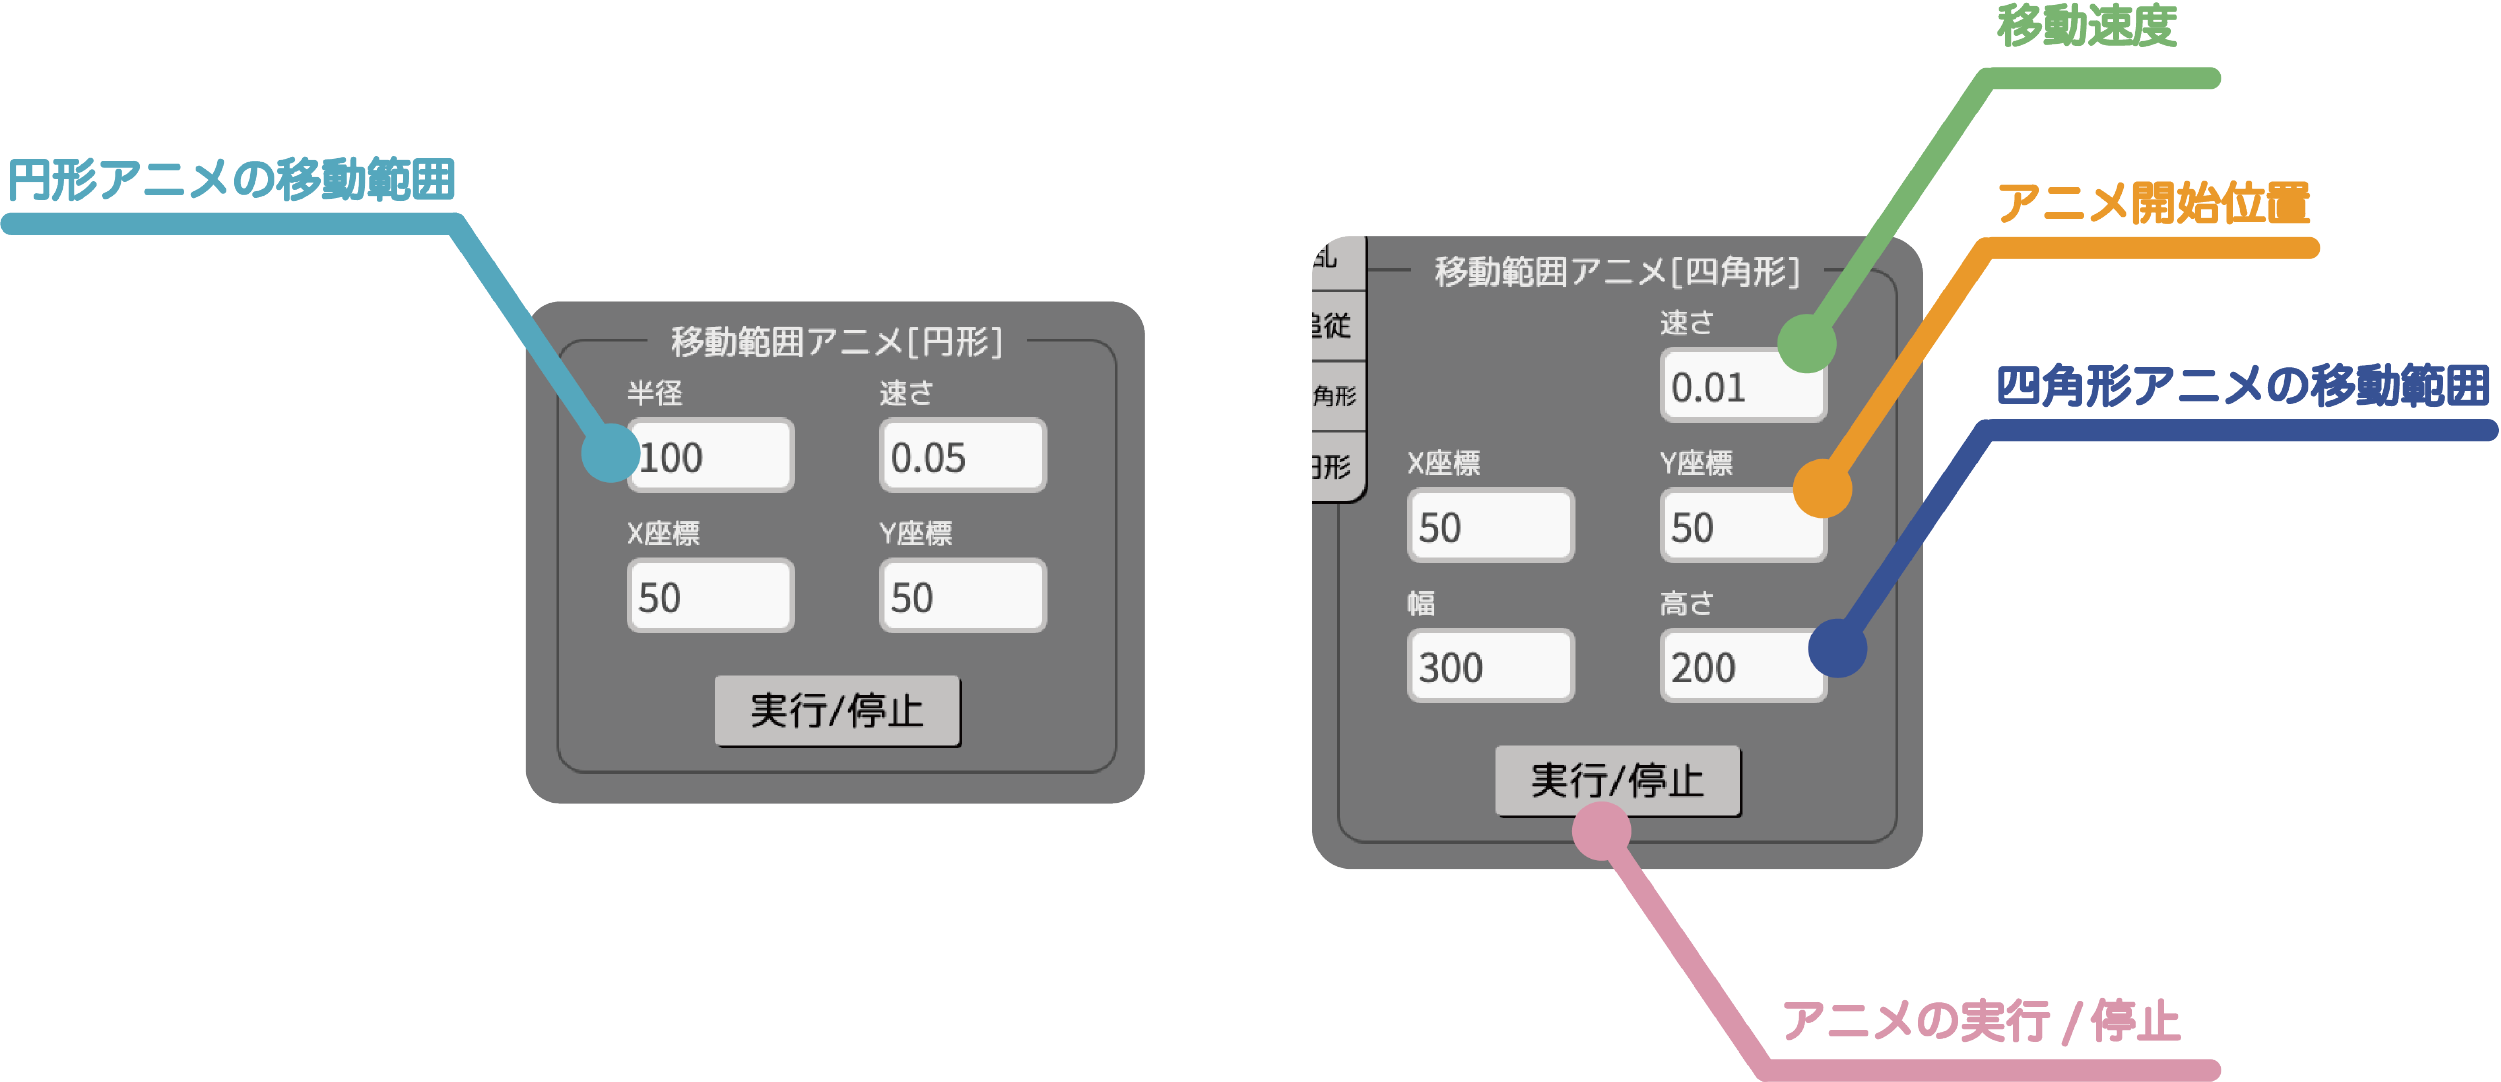 移動速度
円形アニメの移動範囲
アニメ開始位置
移動範囲アニメ[円形]
半径 速さ
100 0.05
X座標 Y座標
50 50
実行/停止
移動範囲アニメ[四角形]
速さ
0.01
角形
X座標 Y座標
円形
50 50
幅 高さ
300 200
実行/停止
四角形アニメの移動範囲
アニメの実行/停止